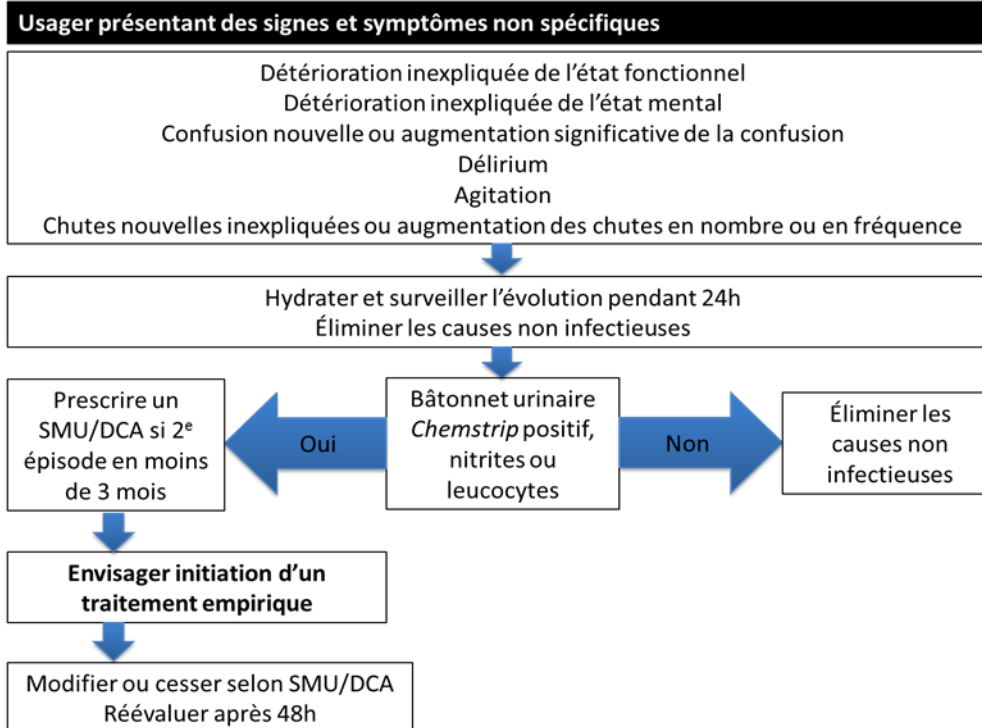 Usager présentant des signes et symptômes non spécifiques
Détérioration inexpliquée de l'état fonctionnel
Détérioration inexpliquée de l'état mental
Confusion nouvelle ou augmentation significative de la confusion
Délirium
Agitation
Chutes nouvelles inexpliquées ou augmentation des chutes en nombre ou en fréquence
Hydrater et surveiller l'évolution pendant 24h
Éliminer les causes non infectieuses
Prescrire un
SMU/DCA si 2e
épisode en moins
de 3 mois
Oui
Bâtonnet urinaire
Chemstrip positif,
nitrites ou
leucocytes
Non
Éliminer les
causes non
infectieuses
Envisager initiation d'un
traitement empirique
Modifier ou cesser selon SMU/DCA
Réévaluer après 48h